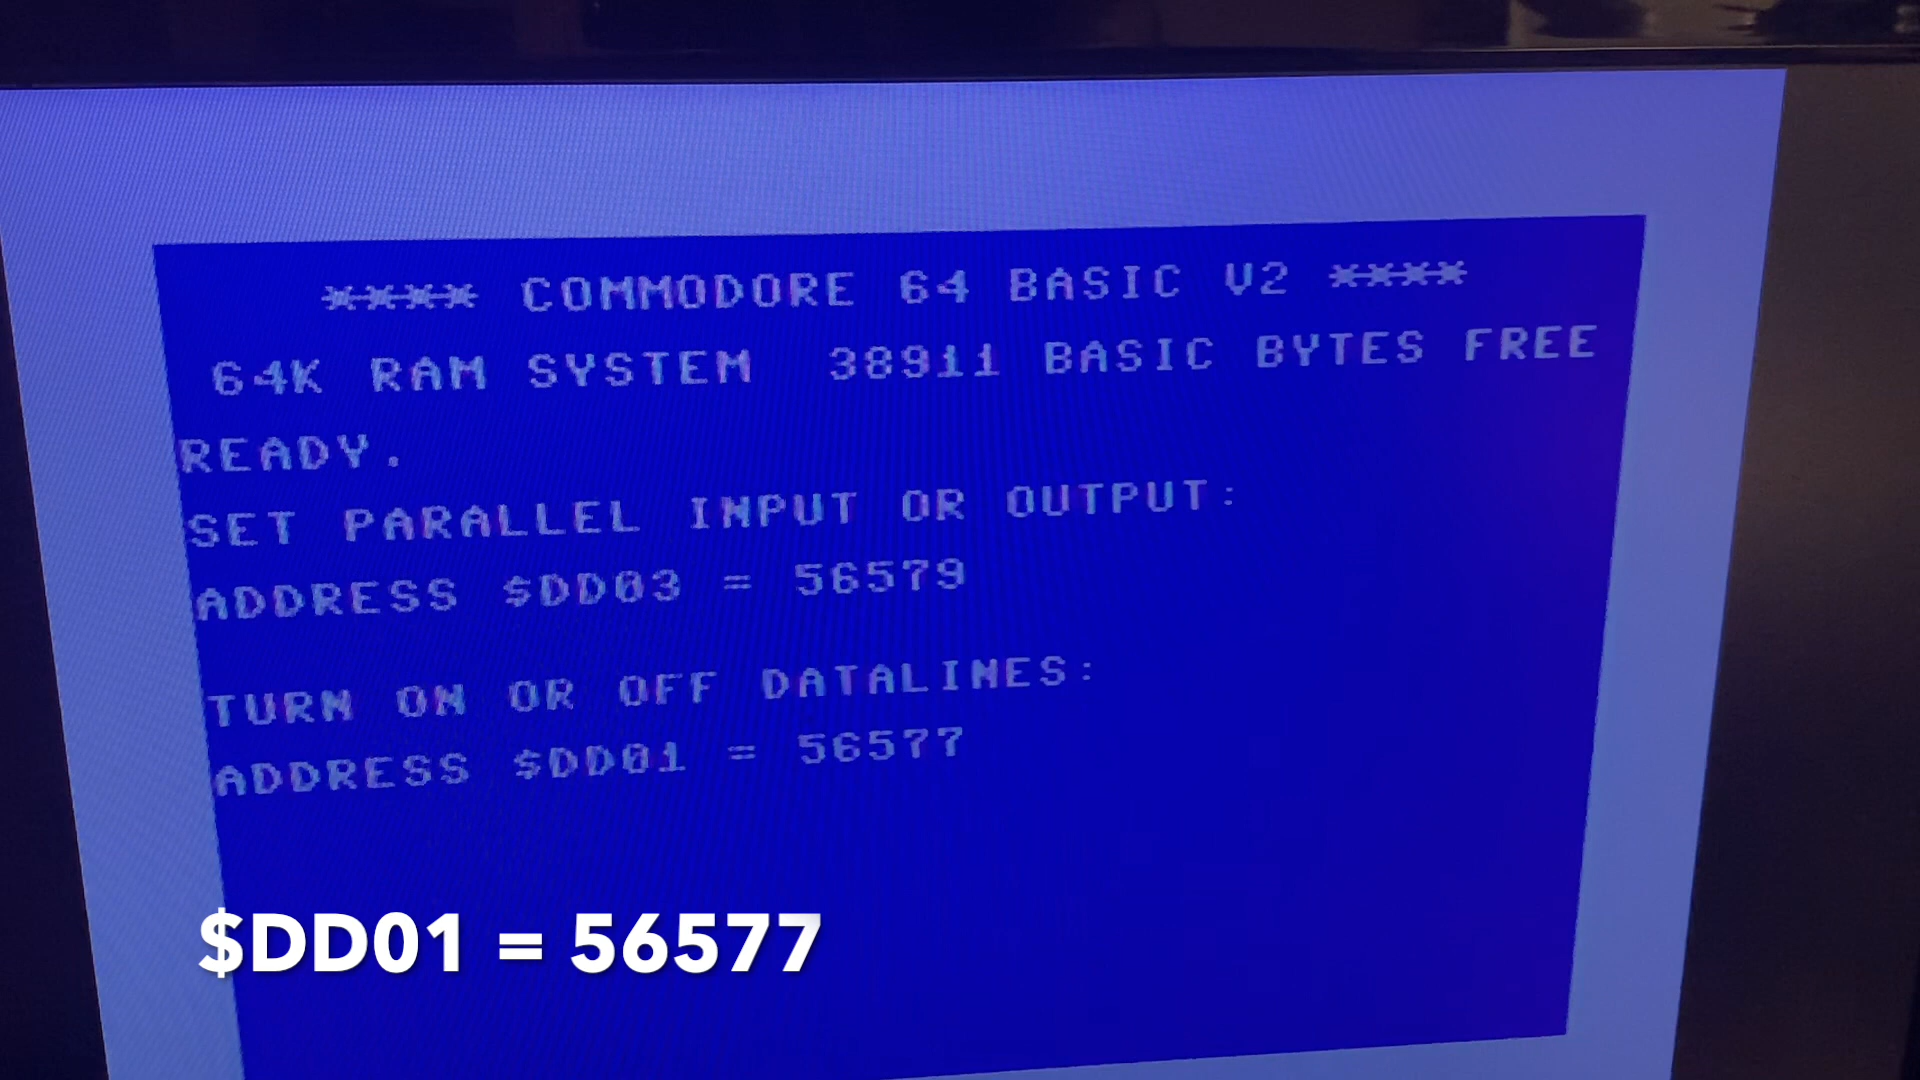 **** COMMODORE 64 BASIC V2 ****
64K RAM SYSTEM 38911 BASIC BYTES FREE
READY.
SET PARALLEL INPUT OR OUTPUT:
ADDRESS $DD03 = 56579
TURN ON OR OFF DATALINES:
ADDRESS $DD01 = 56577
$DD01 = 56577